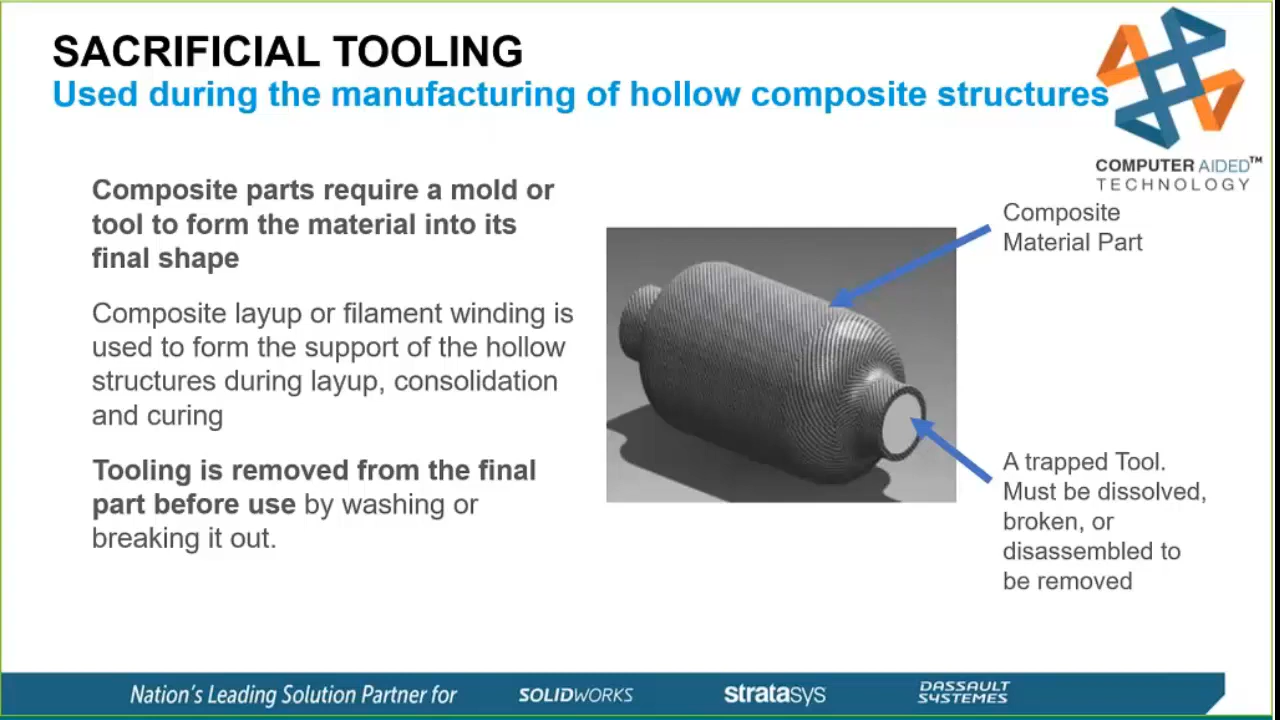 SACRIFICIAL TOOLING
Used during the manufacturing of hollow composite structures
COMPUTER AIDED™
TECHNOLOGY
Composite parts require a mold or
tool to form the material into its
final shape
Composite layup or filament winding is
used to form the support of the hollow
structures during layup, consolidation
and curing
Tooling is removed from the final
part before use by washing or
breaking it out.
Composite
Material Part
A trapped Tool.
Must be dissolved,
broken, or
disassembled to
be removed
Nation's Leading Solution Partner for
SOLIDWORKS
stratasys
DASSAULT
SYSTEMES